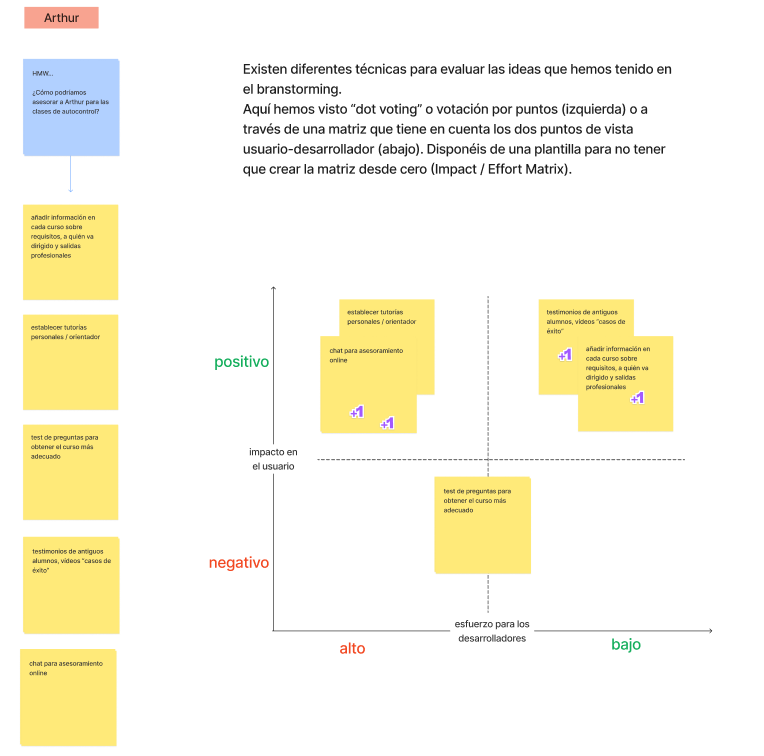 Arthur
HMW...
¿Cómo podríamos
asesorar a Arthur para las
clases de autocontrol?
añadir información en
cada curso sobre
requisitos, a quién va
dirigido y salidas
profesionales
establecer tutorías
personales / orientador
test de preguntas para
obtener el curso más
adecuado
testimonios de antiguos
alumnos, vídeos "casos de
éxito"
chat para asesoramiento
online
Existen diferentes técnicas para evaluar las ideas que hemos tenido en
el branstorming.
Aquí hemos visto “dot voting” o votación por puntos (izquierda) o a
través de una matriz que tiene en cuenta los dos puntos de vista
usuario-desarrollador (abajo). Disponéis de una plantilla para no tener
que crear la matriz desde cero (Impact / Effort Matrix).
positivo
impacto en
el usuario
negativo
establecer tutorías
personales / orientador
chat para asesoramiento
online
+1
+1
testimonios de antiguos
alumnos, vídeos "casos de
éxito"
+1
añadir información en
cada curso sobre
requisitos, a quién va
dirigido y salidas
profesionales
+1
test de preguntas para
obtener el curso más
adecuado
esfuerzo para los
desarrolladores
alto
bajo